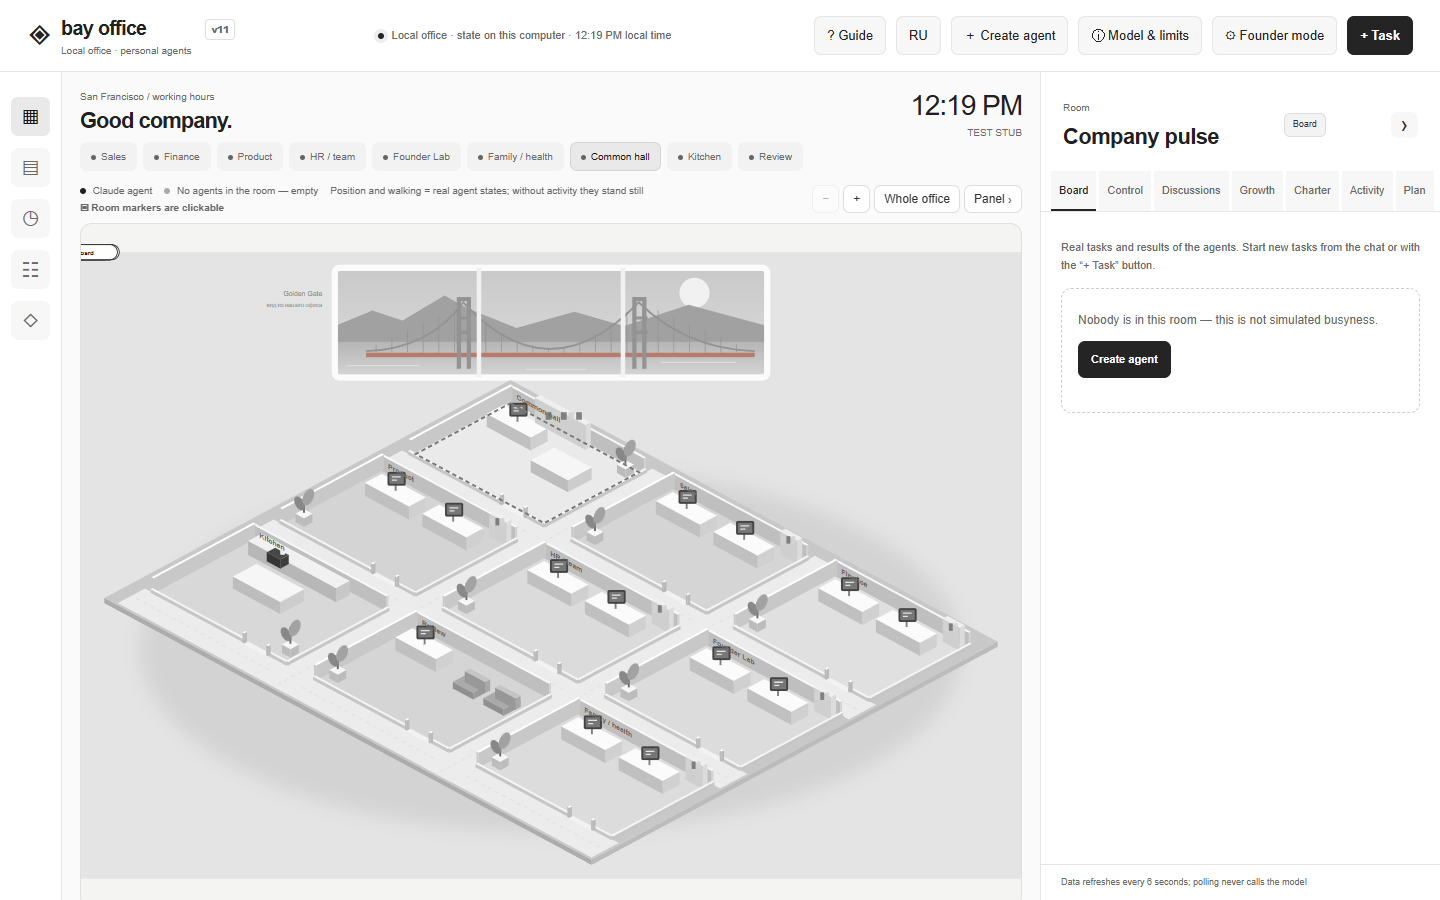 bay office
v11
Local office · personal agents
Local office · state on this computer · 12:19 PM local time
? Guide
RU
+ Create agent
Model & limits
Founder mode
+ Task
San Francisco / working hours
Good company.
12:19 PM
TEST STUB
Sales
Finance
Product
HR / team
Founder Lab
Family / health
Common hall
Kitchen
Review
Claude agent
No agents in the room — empty
Position and walking = real agent states; without activity they stand still
Room markers are clickable
−
+
Whole office
Panel ›
Golden Gate
Kitchen
Room
Company pulse
Board
›
Board
Control
Discussions
Growth
Charter
Activity
Plan
Real tasks and results of the agents. Start new tasks from the chat or with
the “+ Task” button.
Nobody is in this room — this is not simulated busyness.
Create agent
Data refreshes every 6 seconds; polling never calls the model